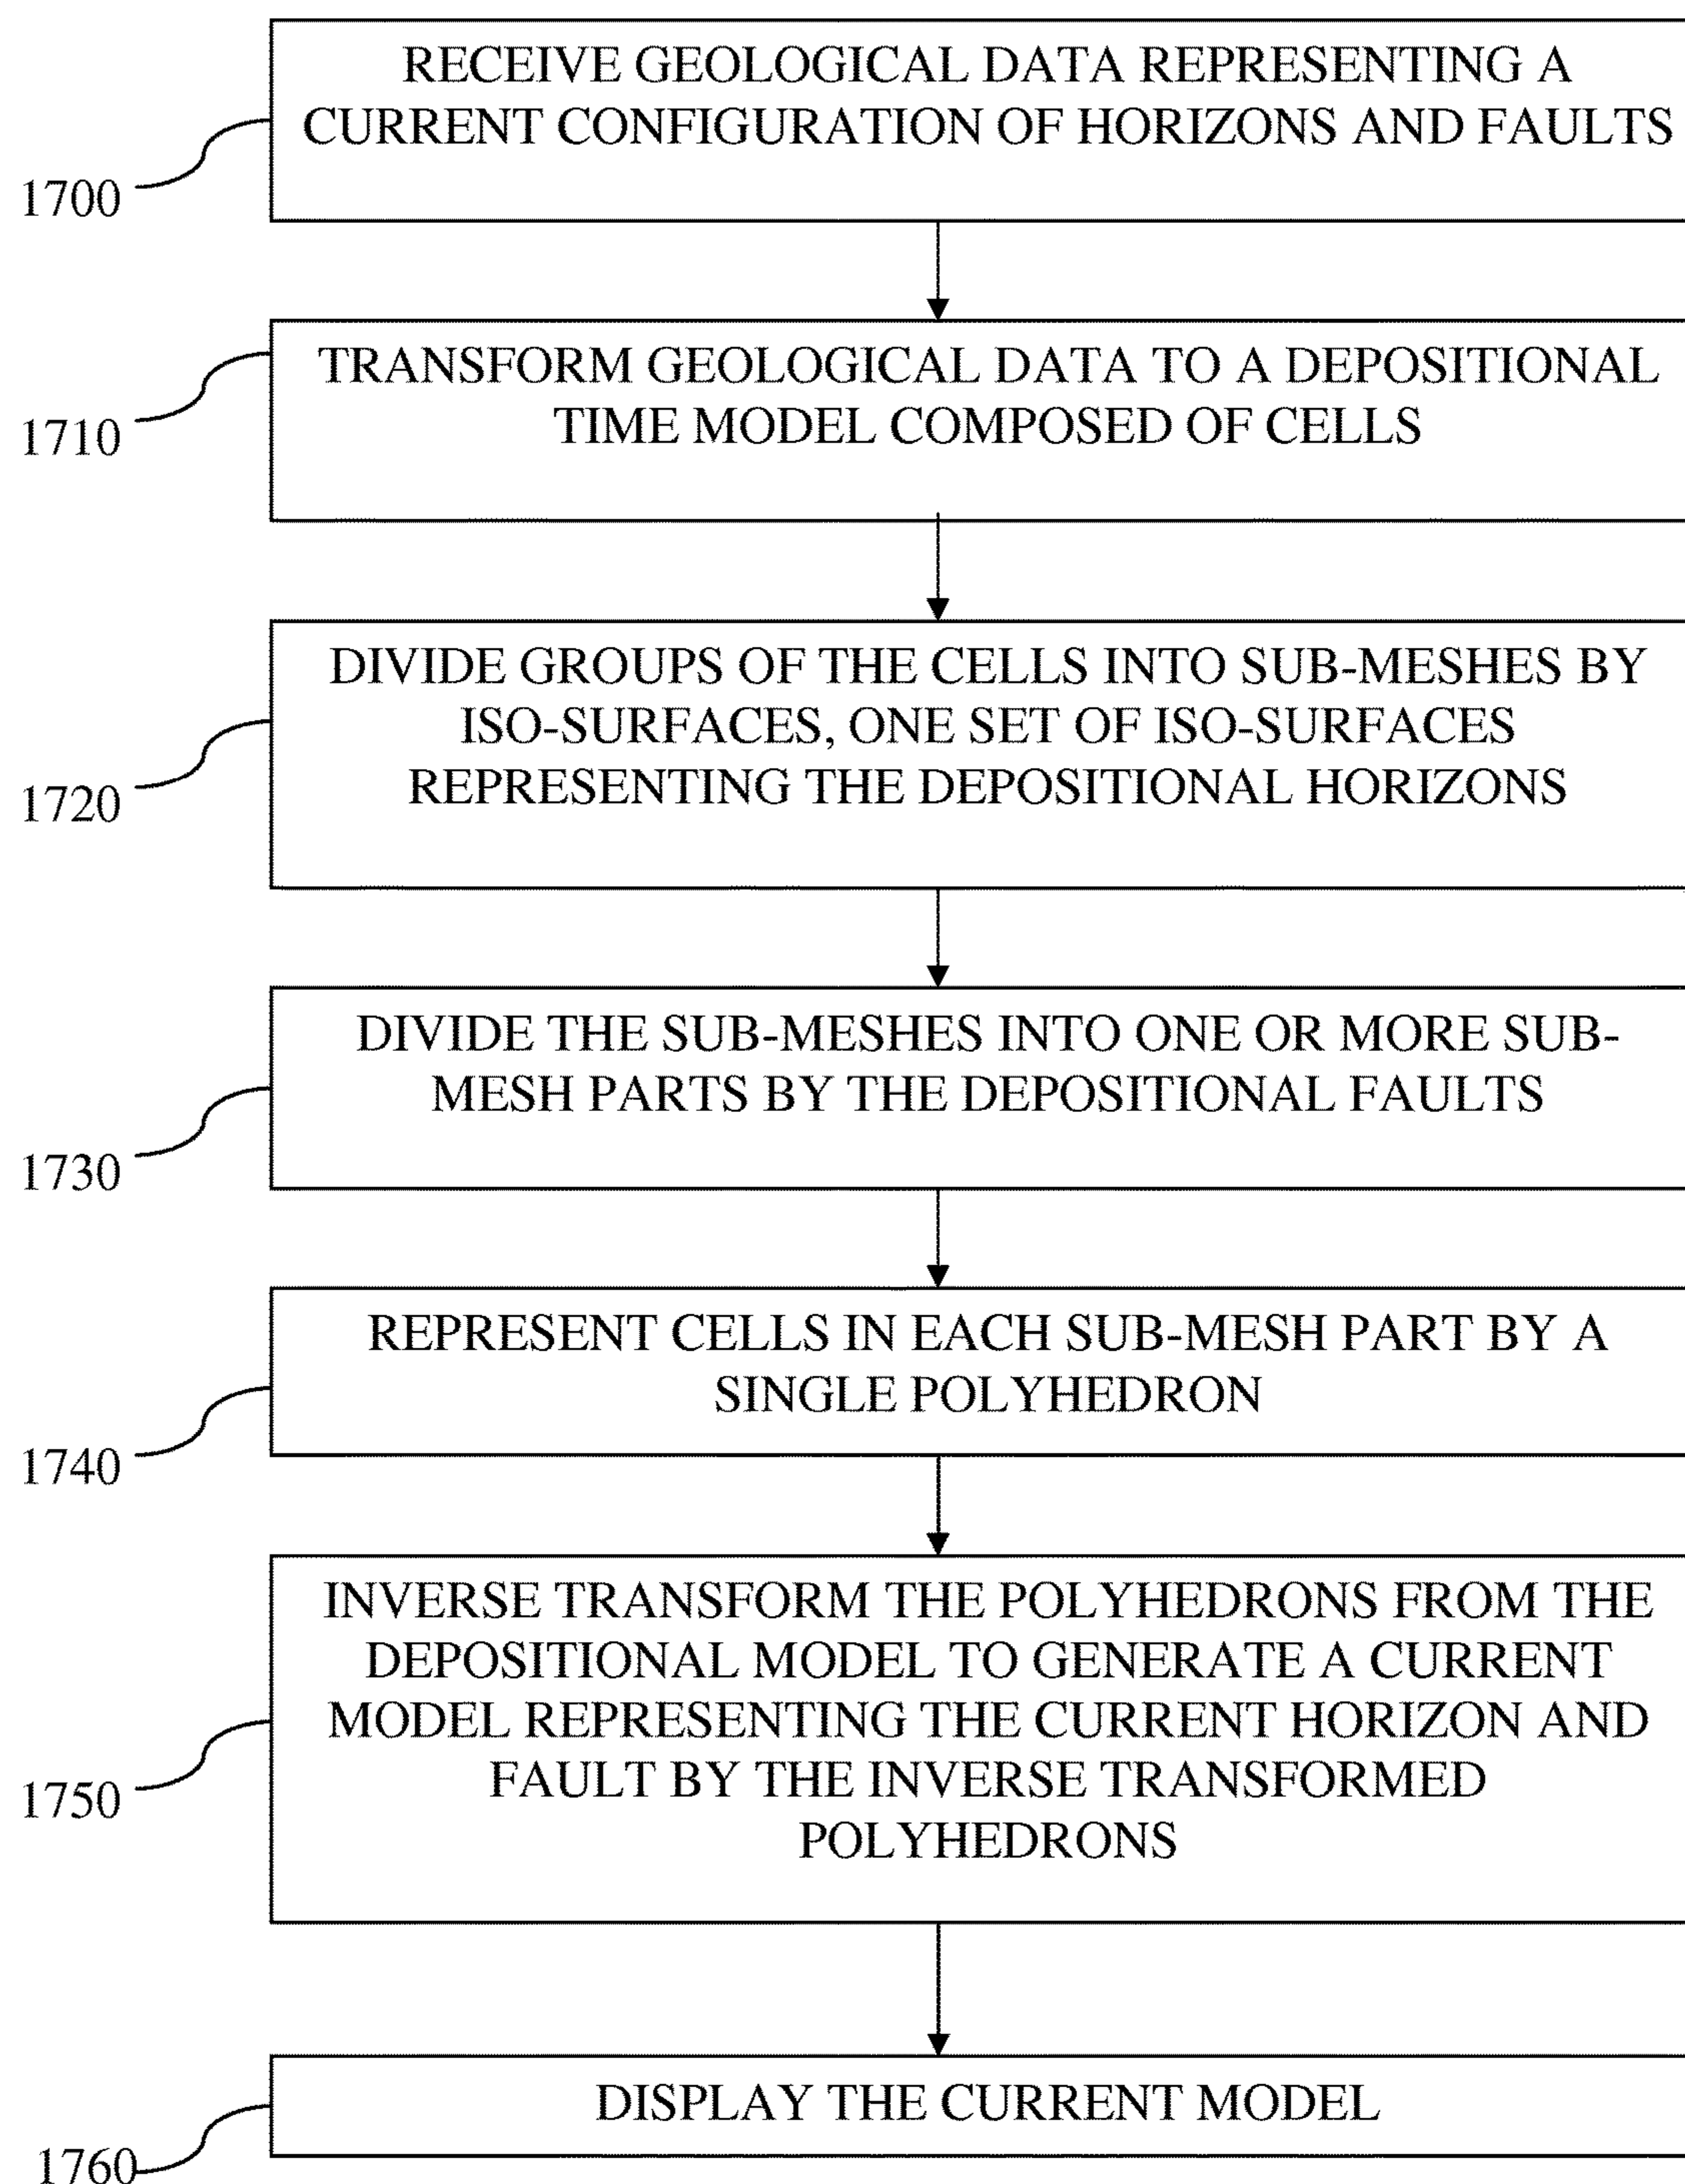 RECEIVE GEOLOGICAL DATA REPRESENTING A
CURRENT CONFIGURATION OF HORIZONS AND FAULTS
1700
TRANSFORM GEOLOGICAL DATA TO A DEPOSITIONAL
TIME MODEL COMPOSED OF CELLS
1710
DIVIDE GROUPS OF THE CELLS INTO SUB-MESHES BY
ISO-SURFACES, ONE SET OF ISO-SURFACES
REPRESENTING THE DEPOSITIONAL HORIZONS
1720
DIVIDE THE SUB-MESHES INTO ONE OR MORE SUB-
MESH PARTS BY THE DEPOSITIONAL FAULTS
1730
REPRESENT CELLS IN EACH SUB-MESH PART BY A
SINGLE POLYHEDRON
1740
INVERSE TRANSFORM THE POLYHEDRONS FROM THE
DEPOSITIONAL MODEL TO GENERATE A CURRENT
MODEL REPRESENTING THE CURRENT HORIZON AND
FAULT BY THE INVERSE TRANSFORMED
POLYHEDRONS
1750
DISPLAY THE CURRENT MODEL
1760